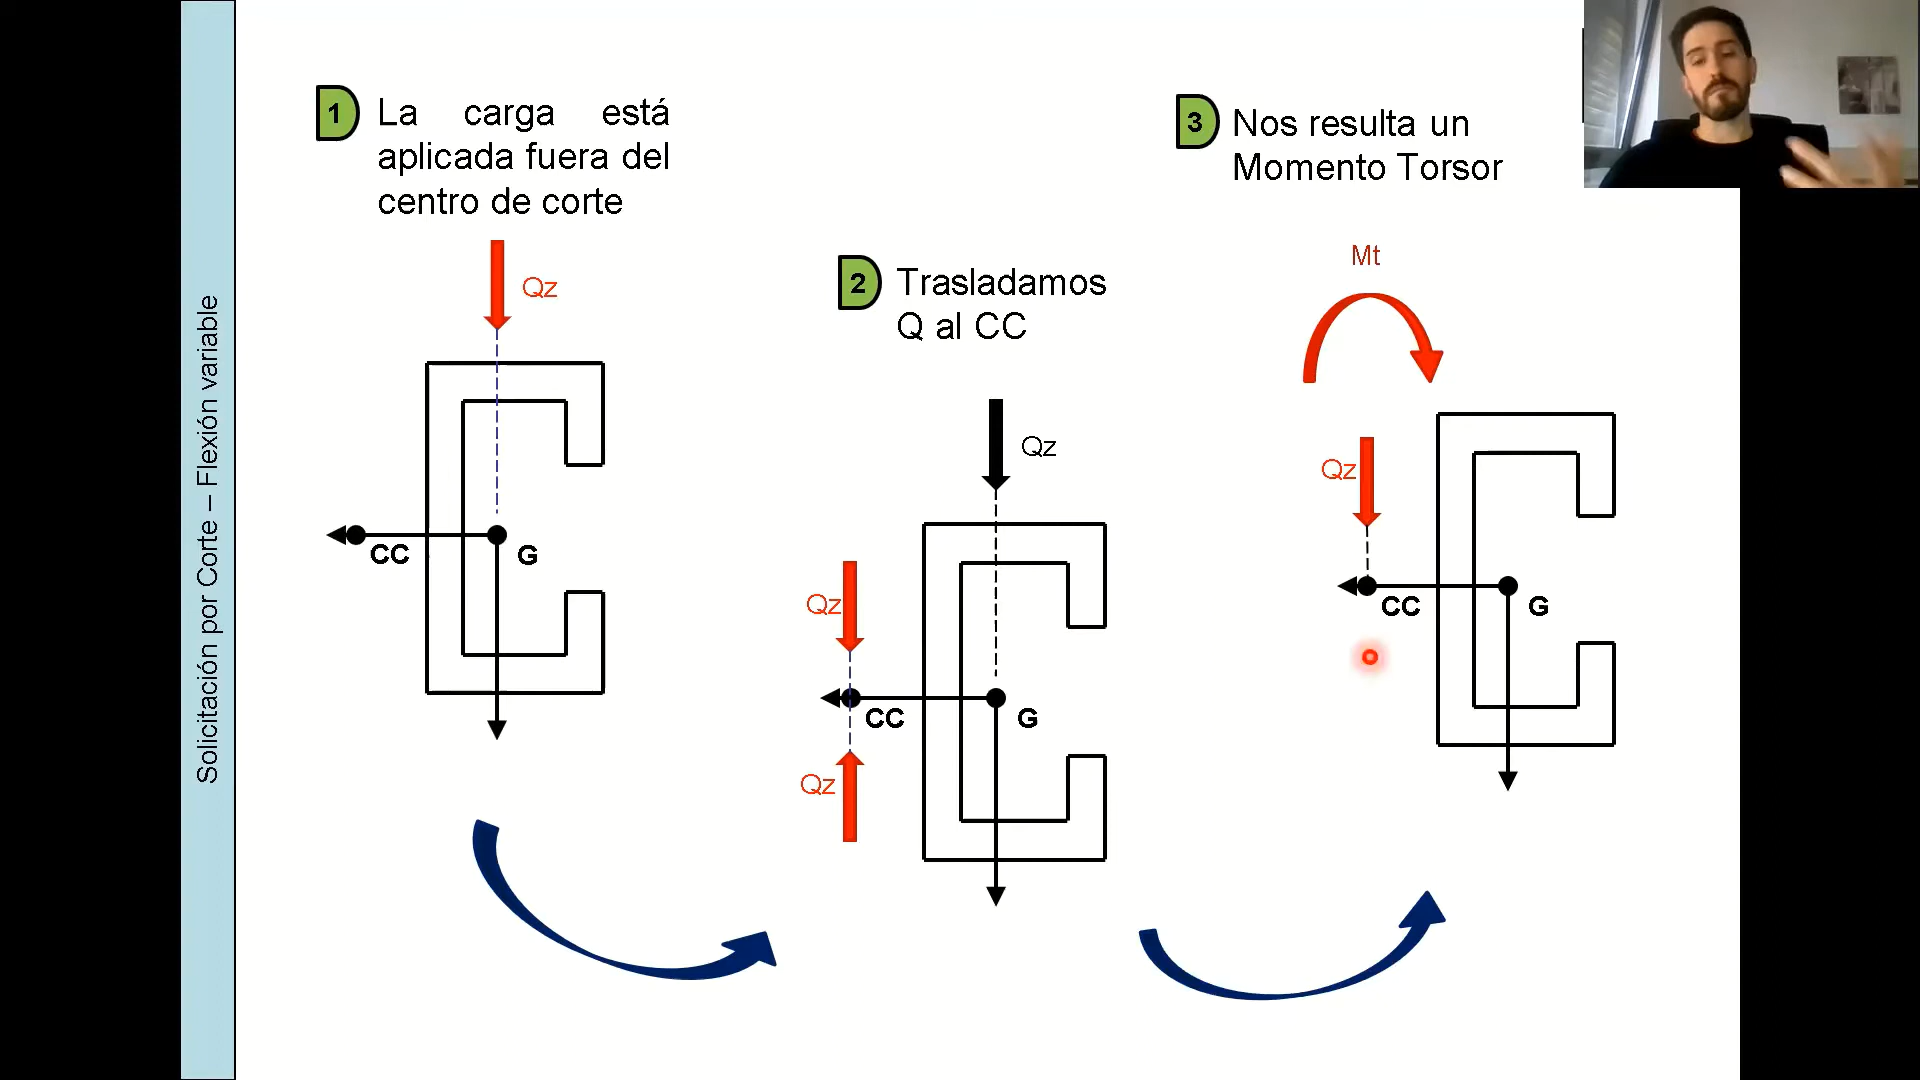 Solicitación por Corte – Flexión variable
1
La carga está
aplicada fuera del
centro de corte
Qz
CC
G
2
Trasladamos
Q al CC
Qz
Qz
CC
G
Qz
3
Nos resulta un
Momento Torsor
Mt
Qz
CC
G